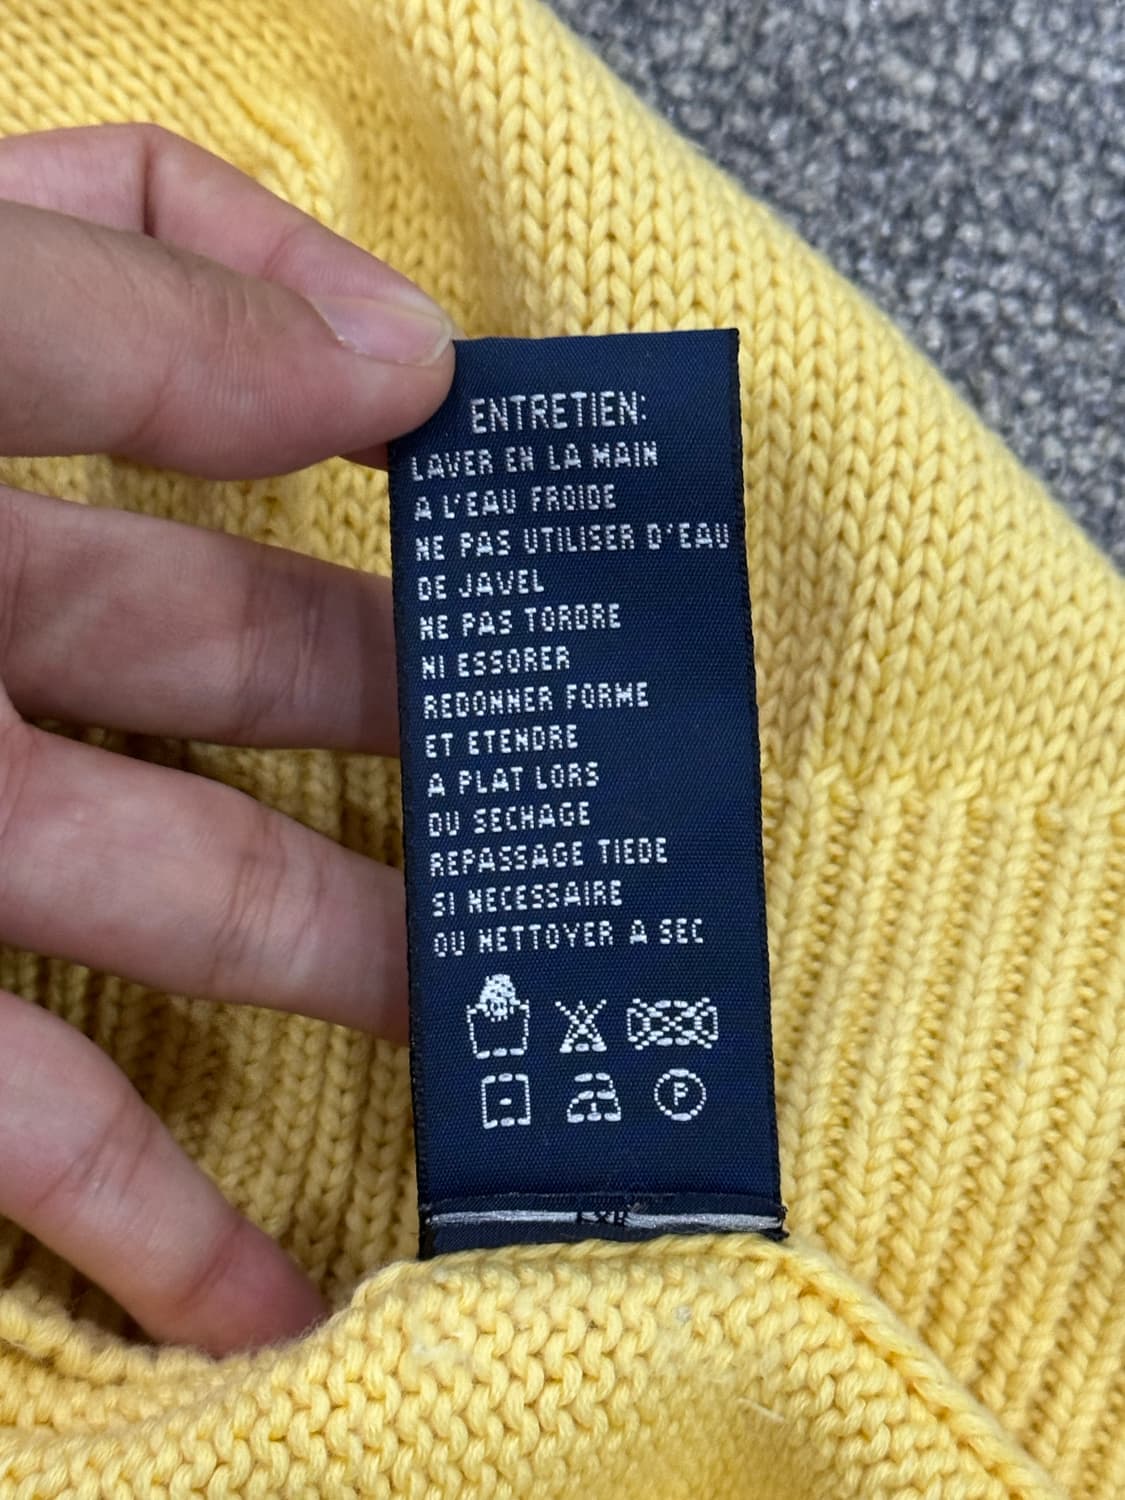 ENTRETIEN:
LAVER EN LA MAIN
A L'EAU FROIDE
NE PAS UTILISER D'EAU
DE JAVEL
NE PAS TORDRE
NI ESSORER
REDONNER FORME
ET ETENDRE
A PLAT LORS
DU SECHAGE
REPASSAGE TIEDE
SI NECESSAIRE
OU NETTOYER A SEC
P